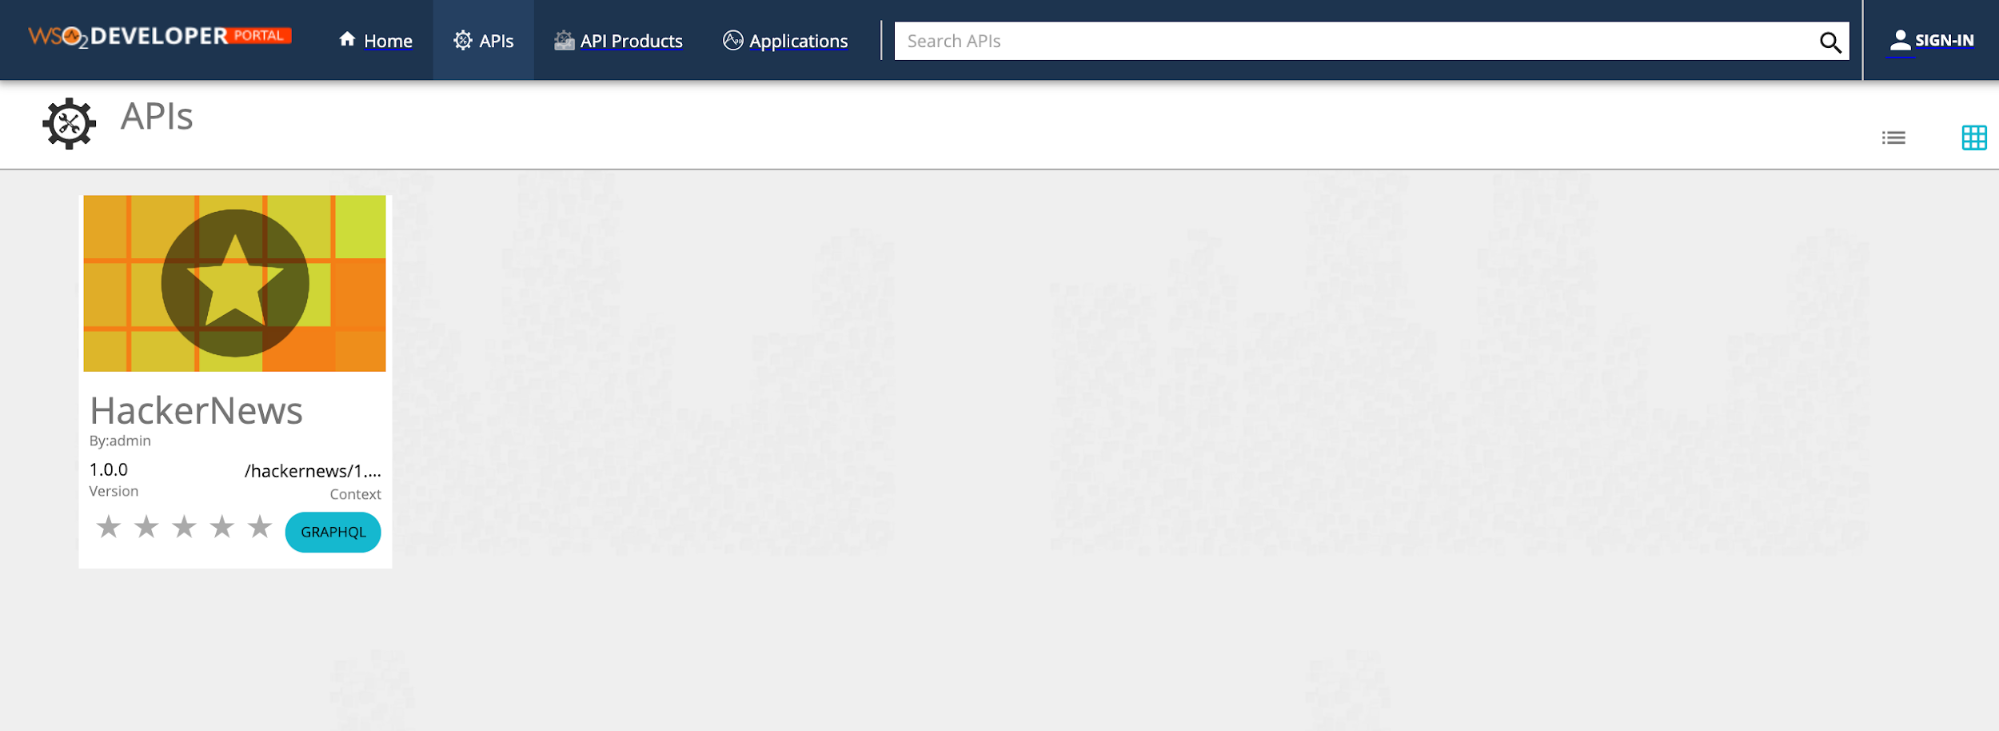 WSO2 DEVELOPER PORTAL Home APIs API Products Applications Search APIs SIGN-IN
APIs
HackerNews
By:admin
1.0.0 /hackernews/1....
Version Context
GRAPHQL